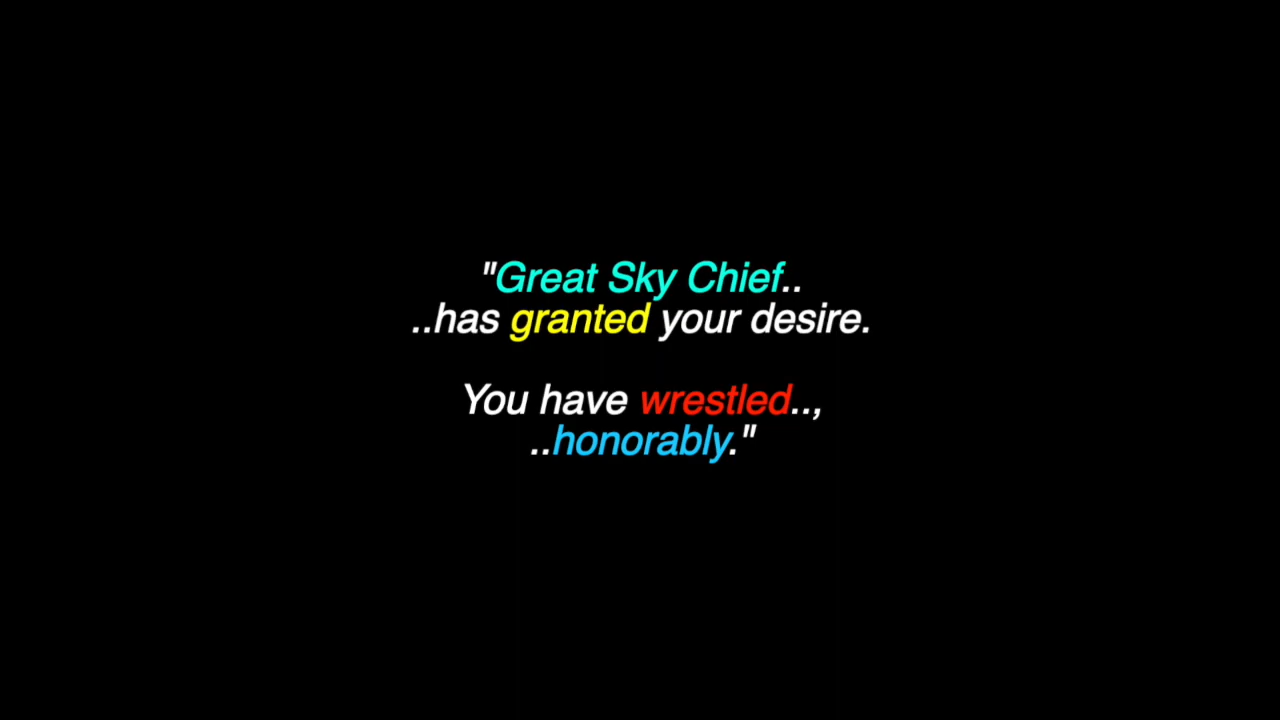 "Great Sky Chief..
..has granted your desire.
You have wrestled..,
..honorably."